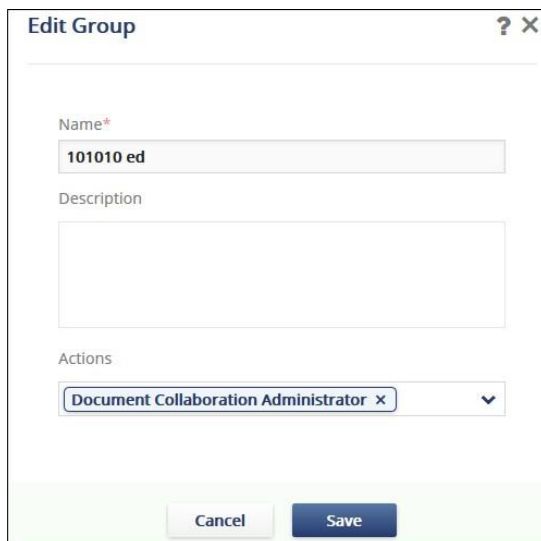 Edit Group ? ×
Name*
101010 ed
Description
Actions
Document Collaboration Administrator ×
Cancel Save